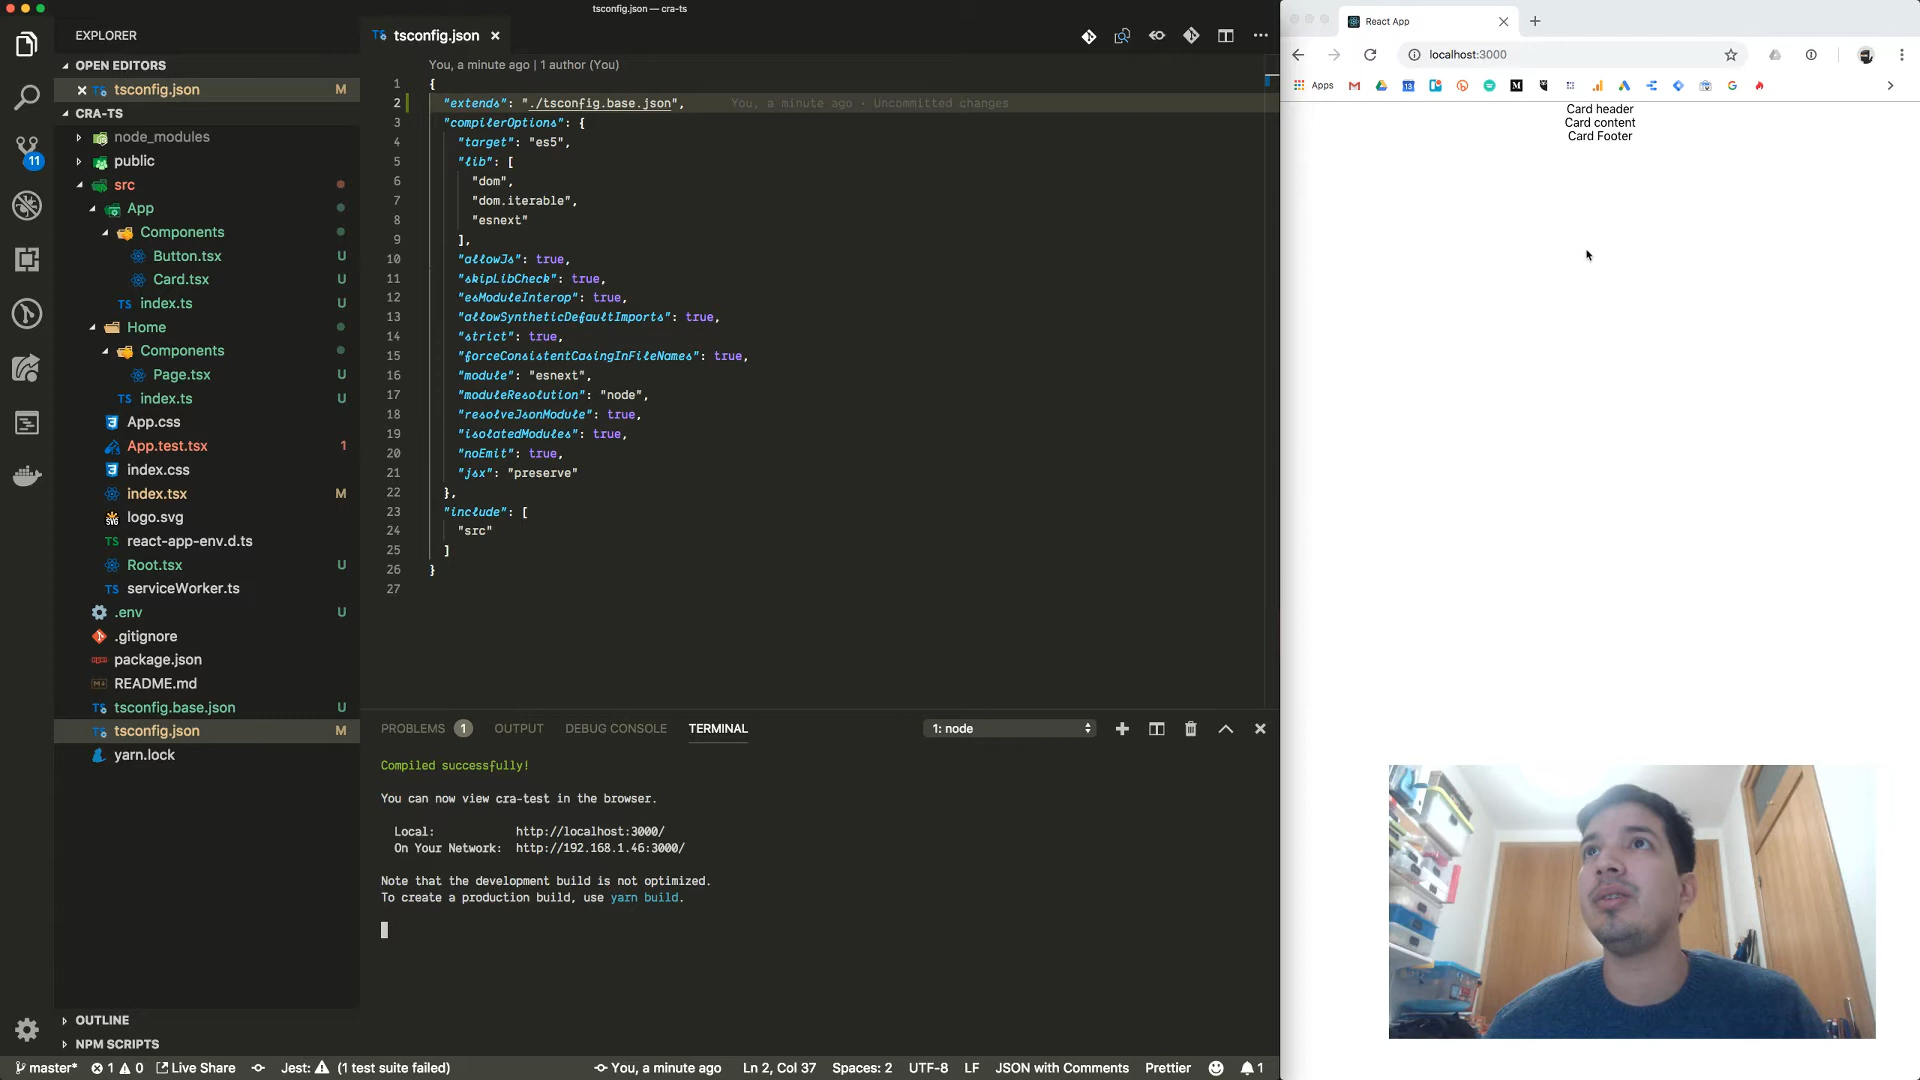 tsconfig.json — cra-ts
EXPLORER
OPEN EDITORS
tsconfig.json M
CRA-TS
node_modules
public
src
App
Components
Button.tsx U
Card.tsx U
TS index.ts U
Home
Components
Page.tsx U
TS index.ts U
App.css
App.test.tsx 1
index.css
index.tsx M
logo.svg
TS react-app-env.d.ts
Root.tsx U
TS serviceWorker.ts
.env U
.gitignore
package.json
README.md
tsconfig.base.json U
tsconfig.json M
yarn.lock
OUTLINE
NPM SCRIPTS
11
TS tsconfig.json
You, a minute ago | 1 author (You)
1 {
2 "extends": "./tsconfig.base.json", You, a minute ago · Uncommitted changes
3 "compilerOptions": {
4 "target": "es5",
5 "lib": [
6 "dom",
7 "dom.iterable",
8 "esnext"
9 ],
10 "allowJs": true,
11 "skipLibCheck": true,
12 "esModuleInterop": true,
13 "allowSyntheticDefaultImports": true,
14 "strict": true,
15 "forceConsistentCasingInFileNames": true,
16 "module": "esnext",
17 "moduleResolution": "node",
18 "resolveJsonModule": true,
19 "isolatedModules": true,
20 "noEmit": true,
21 "jsx": "preserve"
22 },
23 "include": [
24 "src"
25 ]
26 }
27
PROBLEMS 1 OUTPUT DEBUG CONSOLE TERMINAL 1: node
Compiled successfully!
You can now view cra-test in the browser.
Local: http://localhost:3000/
On Your Network: http://192.168.1.46:3000/
Note that the development build is not optimized.
To create a production build, use yarn build.
master* 1 0 Live Share Jest: (1 test suite failed) You, a minute ago Ln 2, Col 37 Spaces: 2 UTF-8 LF JSON with Comments Prettier 1
React App
localhost:3000
Apps
Card header
Card content
Card Footer